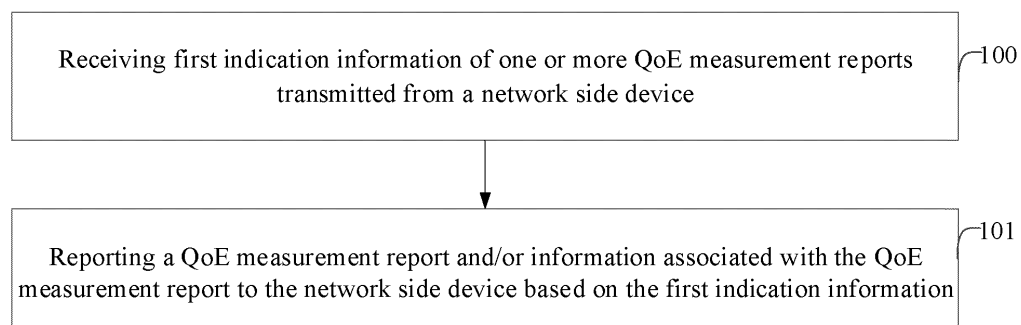 Receiving first indication information of one or more QoE measurement reports
transmitted from a network side device
100
Reporting a QoE measurement report and/or information associated with the QoE
measurement report to the network side device based on the first indication information
101